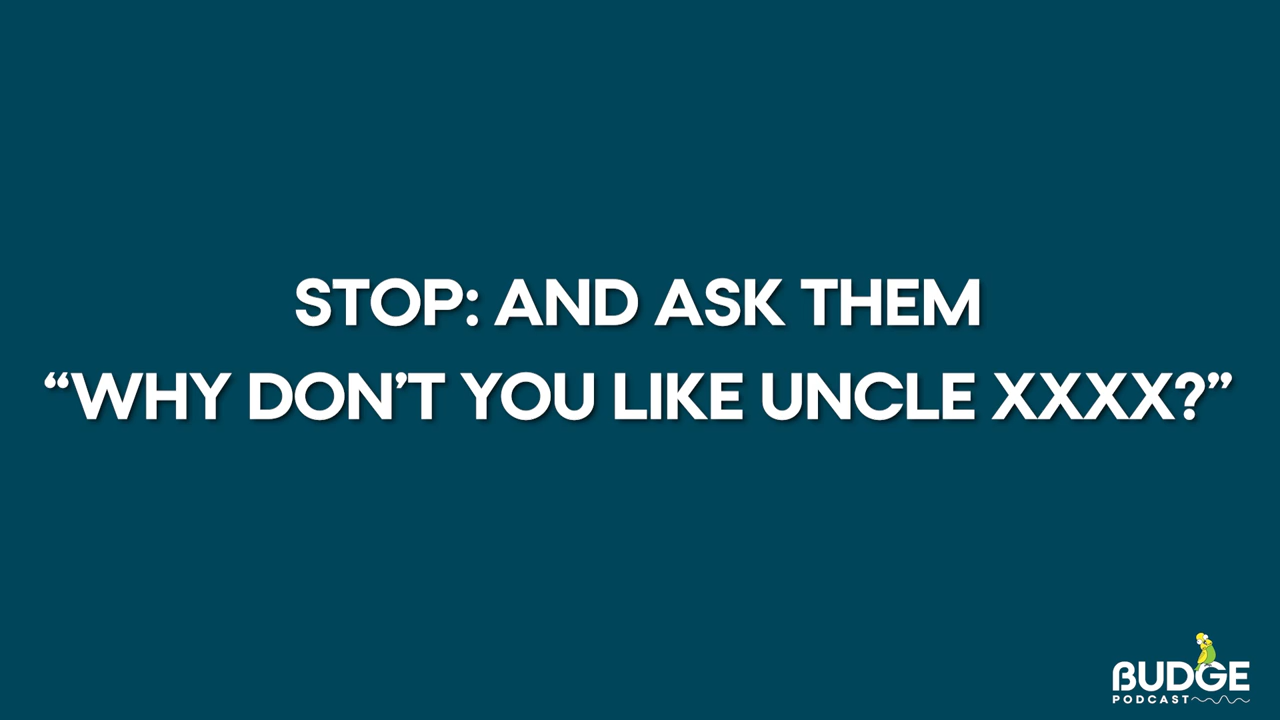 STOP: AND ASK THEM
“WHY DON’T YOU LIKE UNCLE XXXX?”
BUDGE
PODCAST